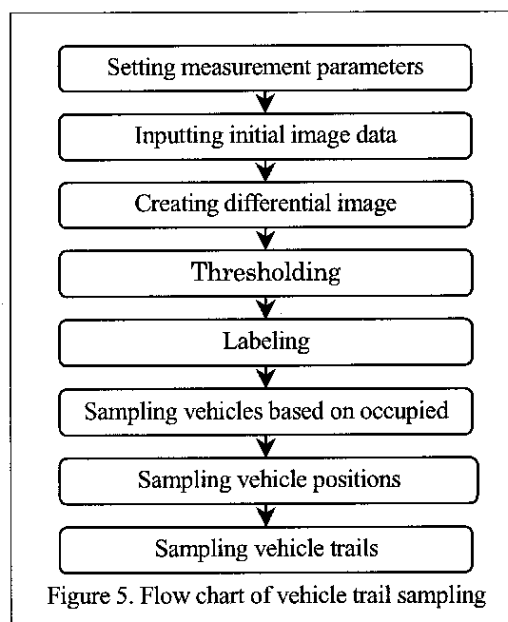 Setting measurement parameters
Inputting initial image data
Creating differential image
Thresholding
Labeling
Sampling vehicles based on occupied
Sampling vehicle positions
Sampling vehicle trails
Figure 5. Flow chart of vehicle trail sampling